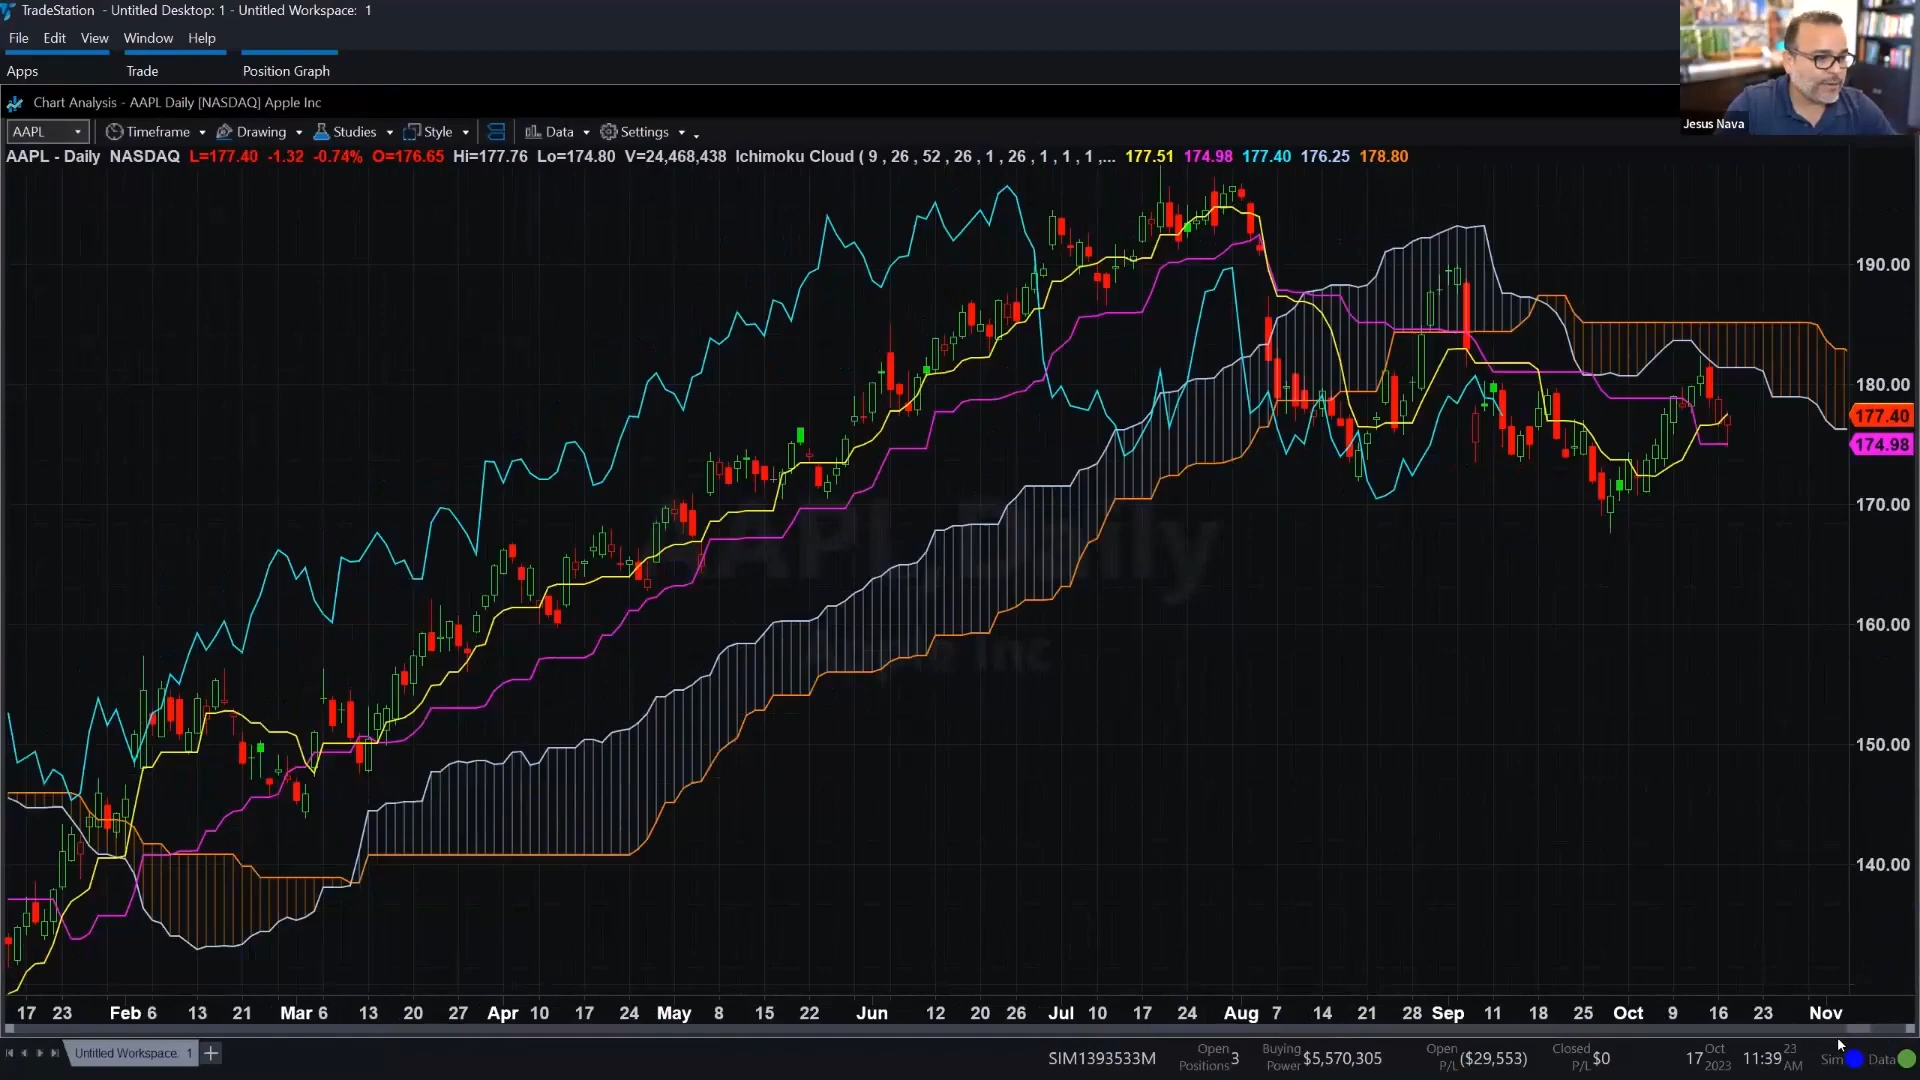 TradeStation - Untitled Desktop: 1 - Untitled Workspace: 1
File Edit View Window Help
Apps Trade Position Graph
Chart Analysis - AAPL Daily [NASDAQ] Apple Inc
Jesus Nava
AAPL Timeframe Drawing Studies Style Data Settings
AAPL - Daily NASDAQ L=177.40 -1.32 -0.74% O=176.65 Hi=177.76 Lo=174.80 V=24,468,438 Ichimoku Cloud ( 9 , 26 , 52 , 26 , 1 , 26 , 1 , 1 , 1 ,... 177.51 174.98 177.40 176.25 178.80
190.00
180.00
177.40
174.98
170.00
AAPL Daily
160.00
Apple Inc
150.00
140.00
17 23 Feb 6 13 21 Mar 6 13 20 27 Apr 10 17 24 May 8 15 22 Jun 12 20 26 Jul 10 17 24 Aug 7 14 21 28 Sep 11 18 25 Oct 9 16 23 Nov
Untitled Workspace: 1
SIM1393533M Open Positions 3 Buying Power $5,570,305 Open P/L ($29,553) Closed P/L $0 17 Oct 2023 11:39 23 AM Sim Data